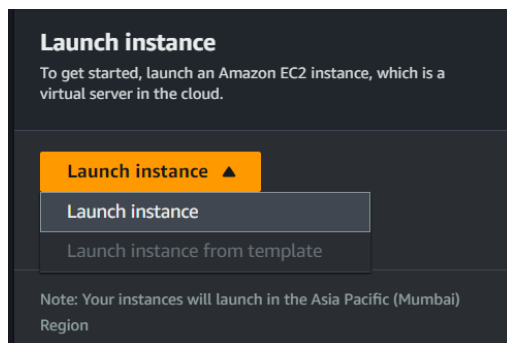 Launch instance
To get started, launch an Amazon EC2 instance, which is a
virtual server in the cloud.
Launch instance
Launch instance
Launch instance from template
Note: Your instances will launch in the Asia Pacific (Mumbai)
Region